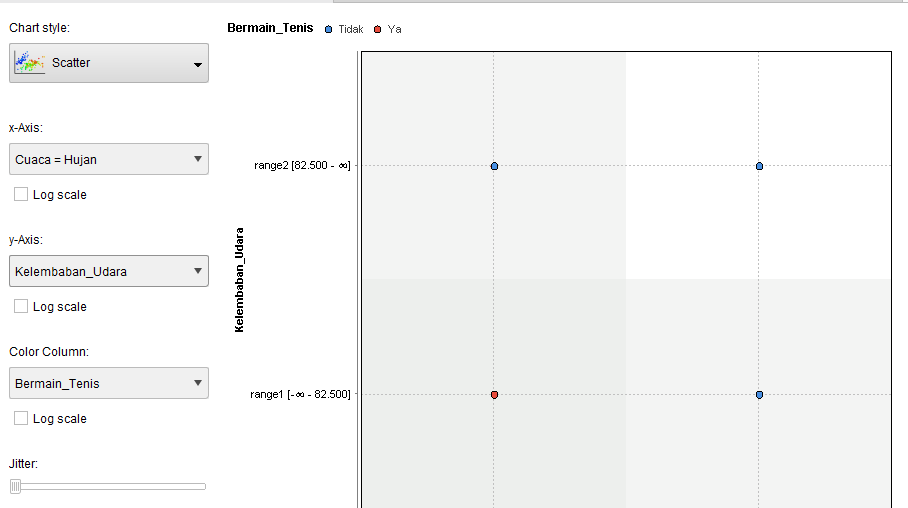 Chart style:
Scatter
x-Axis:
Cuaca = Hujan
Log scale
y-Axis:
Kelembaban_Udara
Log scale
Color Column:
Bermain_Tenis
Log scale
Jitter:
Bermain_Tenis Tidak Ya
range2 [82.500 - ∞]
Kelembaban_Udara
range1 [-∞ - 82.500]